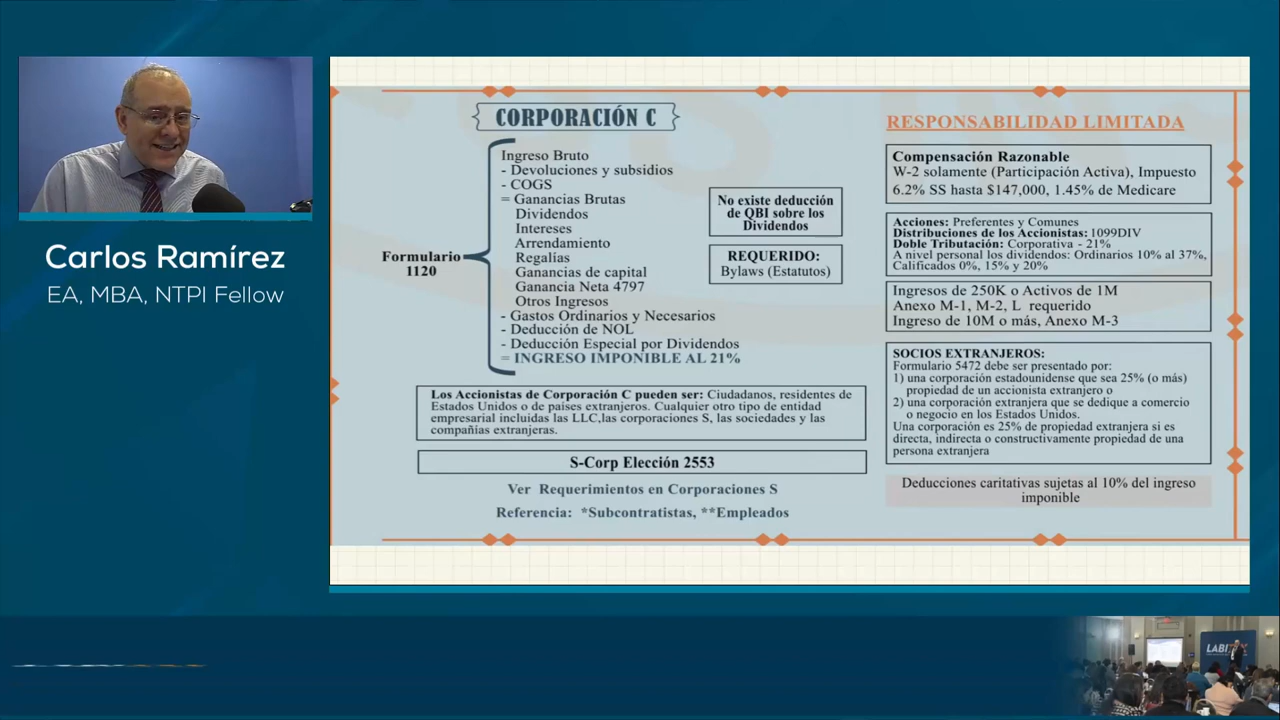 Carlos Ramírez
EA, MBA, NTPI Fellow
CORPORACIÓN C
Formulario
1120
Ingreso Bruto
- Devoluciones y subsidios
- COGS
= Ganancias Brutas
Dividendos
Intereses
Arrendamiento
Regalías
Ganancias de capital
Ganancia Neta 4797
Otros Ingresos
- Gastos Ordinarios y Necesarios
- Deducción de NOL
- Deducción Especial por Dividendos
= INGRESO IMPONIBLE AL 21%
No existe deducción
de QBI sobre los
Dividendos
REQUERIDO:
Bylaws (Estatutos)
Los Accionistas de Corporación C pueden ser: Ciudadanos, residentes de
Estados Unidos o de paises extranjeros. Cualquier otro tipo de entidad
empresarial incluidas las LLC,las corporaciones S, las sociedades y las
compañias extranjeras.
S-Corp Elección 2553
Ver Requerimientos en Corporaciones S
Referencia: *Subcontratistas, **Empleados
RESPONSABILIDAD LIMITADA
Compensación Razonable
W-2 solamente (Participación Activa), Impuesto
6.2% SS hasta $147,000, 1.45% de Medicare
Acciones: Preferentes y Comunes
Distribuciones de los Accionistas: 1099DIV
Doble Tributación: Corporativa - 21%
A nivel personal los dividendos: Ordinarios 10% al 37%,
Calificados 0%, 15% y 20%
Ingresos de 250K o Activos de 1M
Anexo M-1, M-2, L requerido
Ingreso de 10M o más, Anexo M-3
SOCIOS EXTRANJEROS:
Formulario 5472 debe ser presentado por:
1) una corporación estadounidense que sea 25% (o más)
propiedad de un accionista extranjero o
2) una corporación extranjera que se dedique a comercio
o negocio en los Estados Unidos.
Una corporación es 25% de propiedad extranjera si es
directa, indirecta o constructivamente propiedad de una
persona extranjera
Deducciones caritativas sujetas al 10% del ingreso
imponible